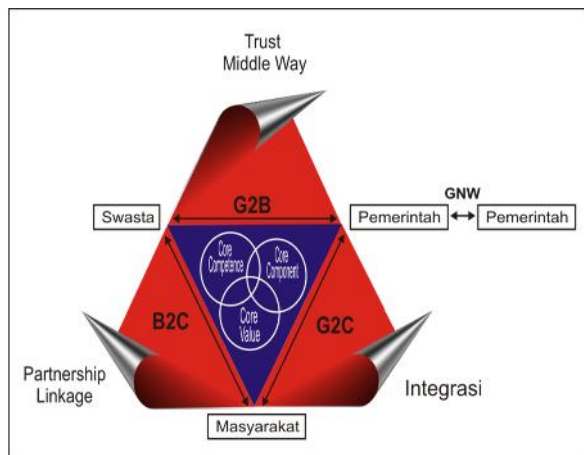 Trust
Middle Way
GNW
Swasta
G2B
Pemerintah
Pemerintah
Core
Competence
Core
Component
Core
Value
B2C
G2C
Partnership
Linkage
Integrasi
Masyarakat